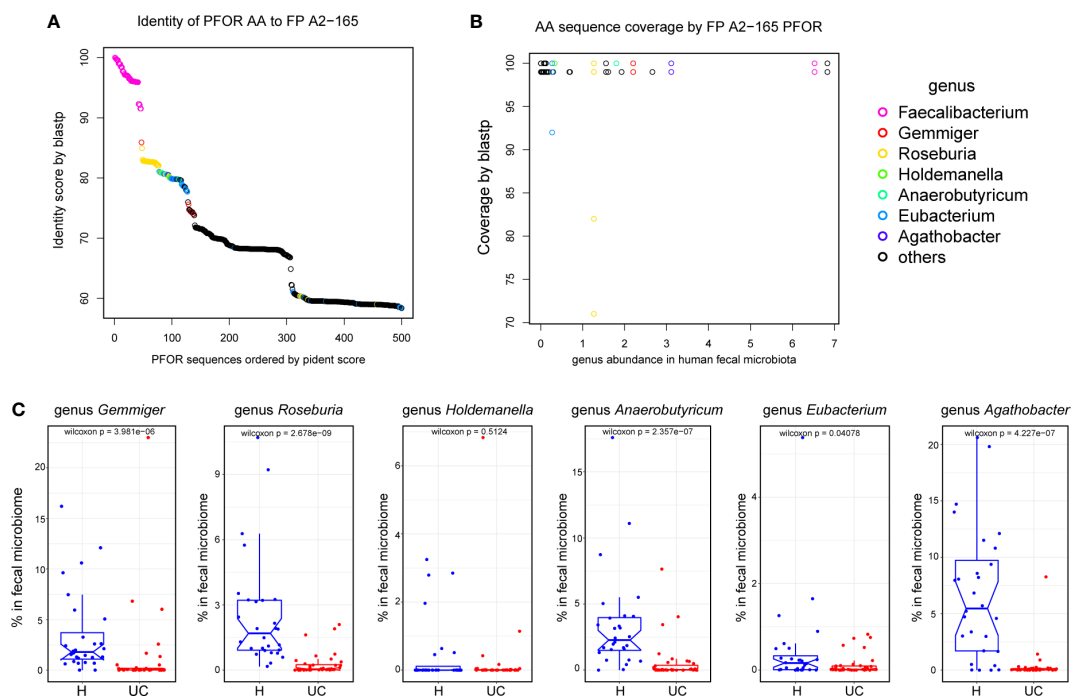 A
Identity of PFOR AA to FP A2−165
Identity score by blastp
100
90
80
70
60
0
100
200
300
400
500
PFOR sequences ordered by pident score
B
AA sequence coverage by FP A2−165 PFOR
Coverage by blastp
100
95
90
85
80
75
70
0
1
2
3
4
5
6
7
genus abundance in human fecal microbiota
genus
Faecalibacterium
Gemmiger
Roseburia
Holdemanella
Anaerobutyricum
Eubacterium
Agathobacter
others
C
genus Gemmiger
wilcoxon p = 3.981e−06
% in fecal microbiome
20
15
10
5
0
H UC
genus Roseburia
wilcoxon p = 2.678e−09
% in fecal microbiome
9
6
3
0
H UC
genus Holdemanella
wilcoxon p = 0.5124
% in fecal microbiome
6
4
2
0
H UC
genus Anaerobutyricum
wilcoxon p = 2.357e−07
% in fecal microbiome
15
10
5
0
H UC
genus Eubacterium
wilcoxon p = 0.04078
% in fecal microbiome
4
2
0
H UC
genus Agathobacter
wilcoxon p = 4.227e−07
% in fecal microbiome
20
15
10
5
0
H UC